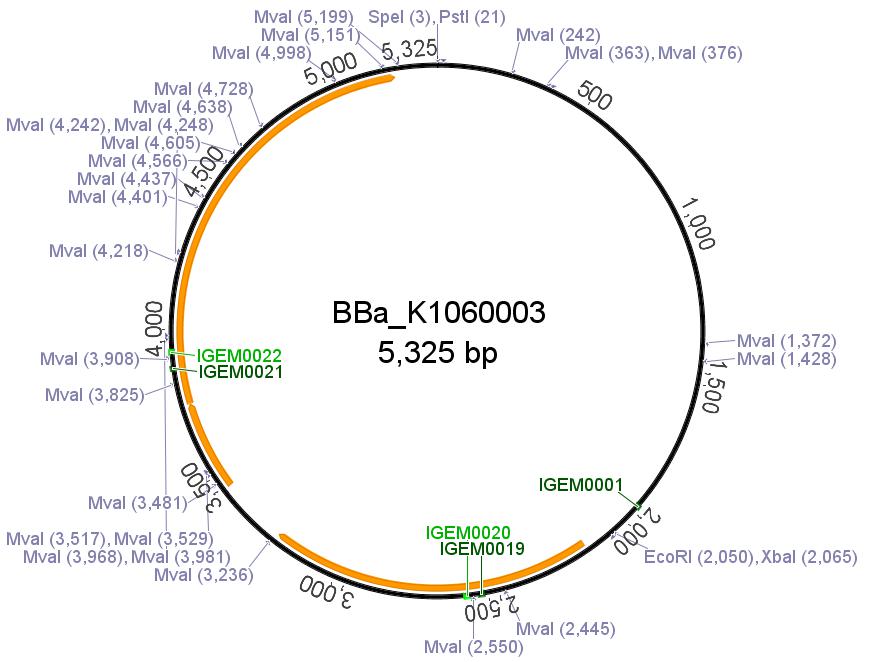 MvaI (5,199)
SpeI (3), PstI (21)
MvaI (5,151)
MvaI (4,998)
5,325
5,000
MvaI (242)
MvaI (363), MvaI (376)
500
MvaI (4,728)
MvaI (4,638)
MvaI (4,242), MvaI (4,248)
MvaI (4,605)
MvaI (4,566)
4,500
MvaI (4,437)
MvaI (4,401)
1,000
MvaI (4,218)
BBa_K1060003
5,325 bp
4,000
MvaI (1,372)
MvaI (1,428)
IGEM0022
MvaI (3,908)
IGEM0021
1,500
MvaI (3,825)
3,500
IGEM0001
MvaI (3,481)
2,000
IGEM0020
MvaI (3,517), MvaI (3,529)
IGEM0019
MvaI (3,968), MvaI (3,981)
EcoRI (2,050), XbaI (2,065)
MvaI (3,236)
3,000
2,500
MvaI (2,445)
MvaI (2,550)